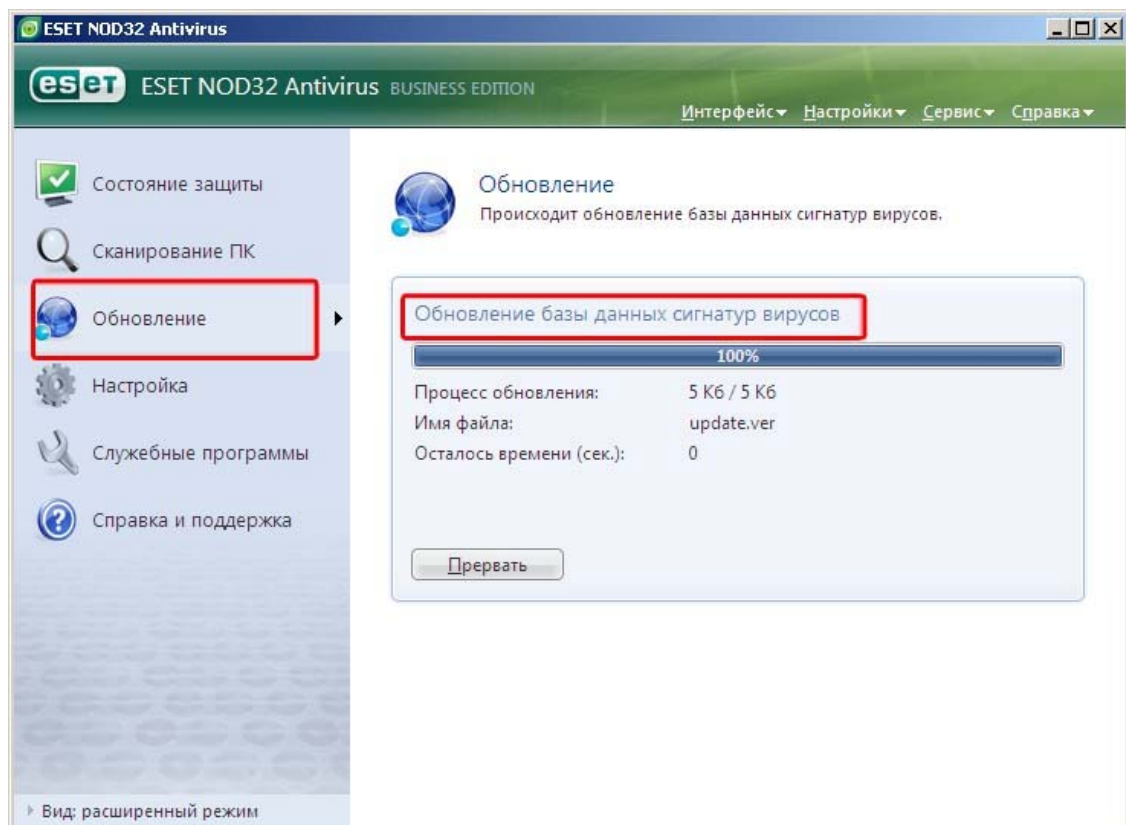 ESET NOD32 Antivirus
eset ESET NOD32 Antivirus BUSINESS EDITION
Интерфейс Настройки Сервис Справка
Состояние защиты
Сканирование ПК
Обновление
Настройка
Служебные программы
Справка и поддержка
Вид: расширенный режим
Обновление
Происходит обновление базы данных сигнатур вирусов.
Обновление базы данных сигнатур вирусов
100%
Процесс обновления: 5 Кб / 5 Кб
Имя файла: update.ver
Осталось времени (сек.): 0
Прервать